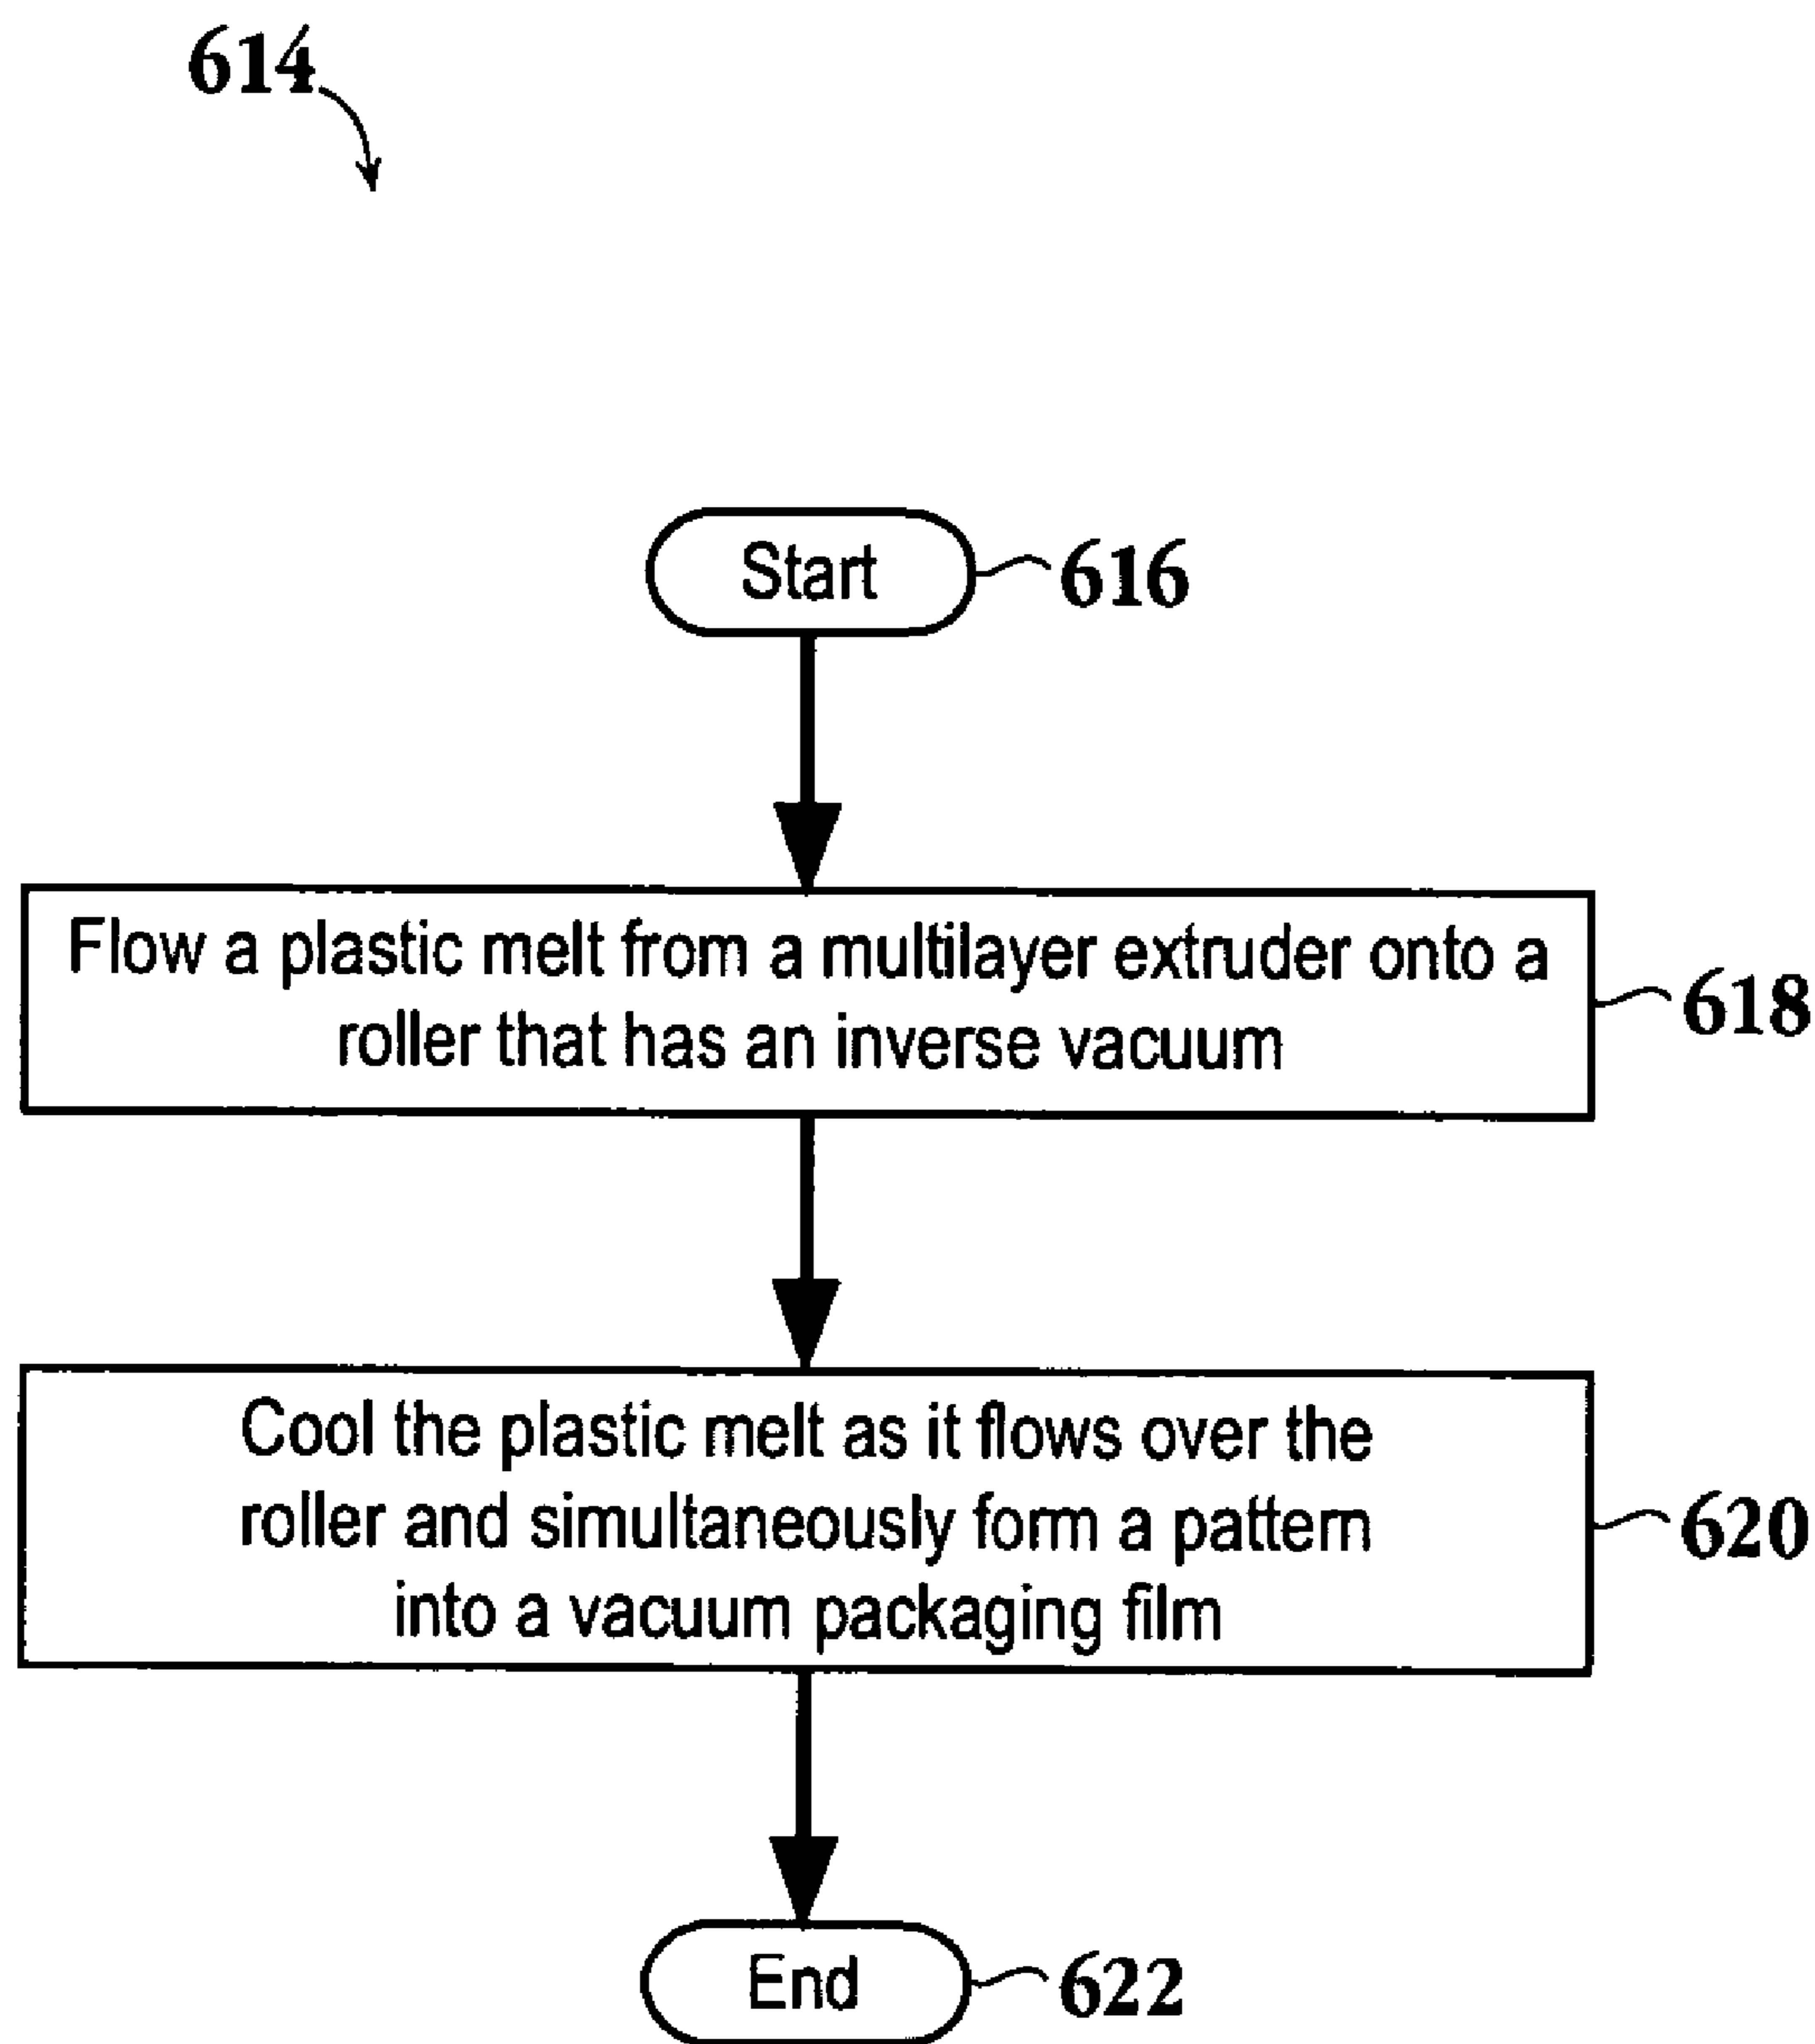 614
Start
616
Flow a plastic melt from a multilayer extruder onto a
roller that has an inverse vacuum
618
Cool the plastic melt as it flows over the
roller and simultaneously form a pattern
into a vacuum packaging film
620
End
622